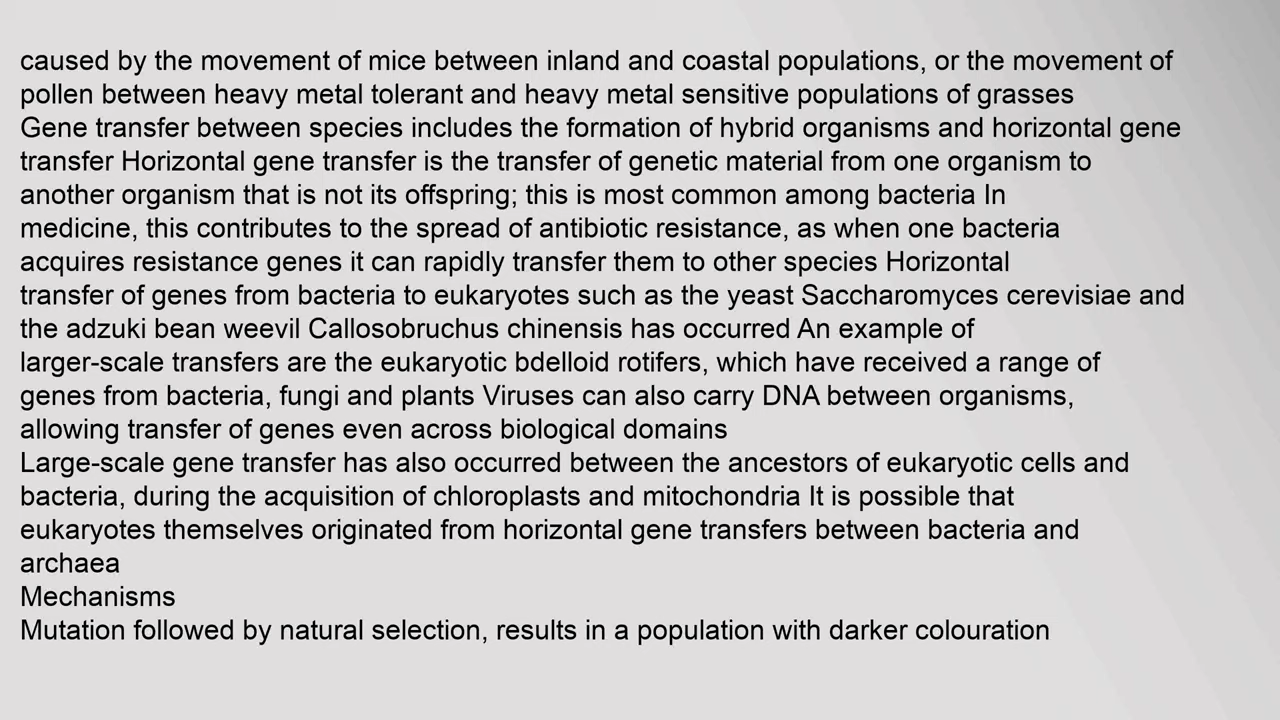 caused by the movement of mice between inland and coastal populations, or the movement of
pollen between heavy metal tolerant and heavy metal sensitive populations of grasses
Gene transfer between species includes the formation of hybrid organisms and horizontal gene
transfer Horizontal gene transfer is the transfer of genetic material from one organism to
another organism that is not its offspring; this is most common among bacteria In
medicine, this contributes to the spread of antibiotic resistance, as when one bacteria
acquires resistance genes it can rapidly transfer them to other species Horizontal
transfer of genes from bacteria to eukaryotes such as the yeast Saccharomyces cerevisiae and
the adzuki bean weevil Callosobruchus chinensis has occurred An example of
larger-scale transfers are the eukaryotic bdelloid rotifers, which have received a range of
genes from bacteria, fungi and plants Viruses can also carry DNA between organisms,
allowing transfer of genes even across biological domains
Large-scale gene transfer has also occurred between the ancestors of eukaryotic cells and
bacteria, during the acquisition of chloroplasts and mitochondria It is possible that
eukaryotes themselves originated from horizontal gene transfers between bacteria and
archaea
Mechanisms
Mutation followed by natural selection, results in a population with darker colouration